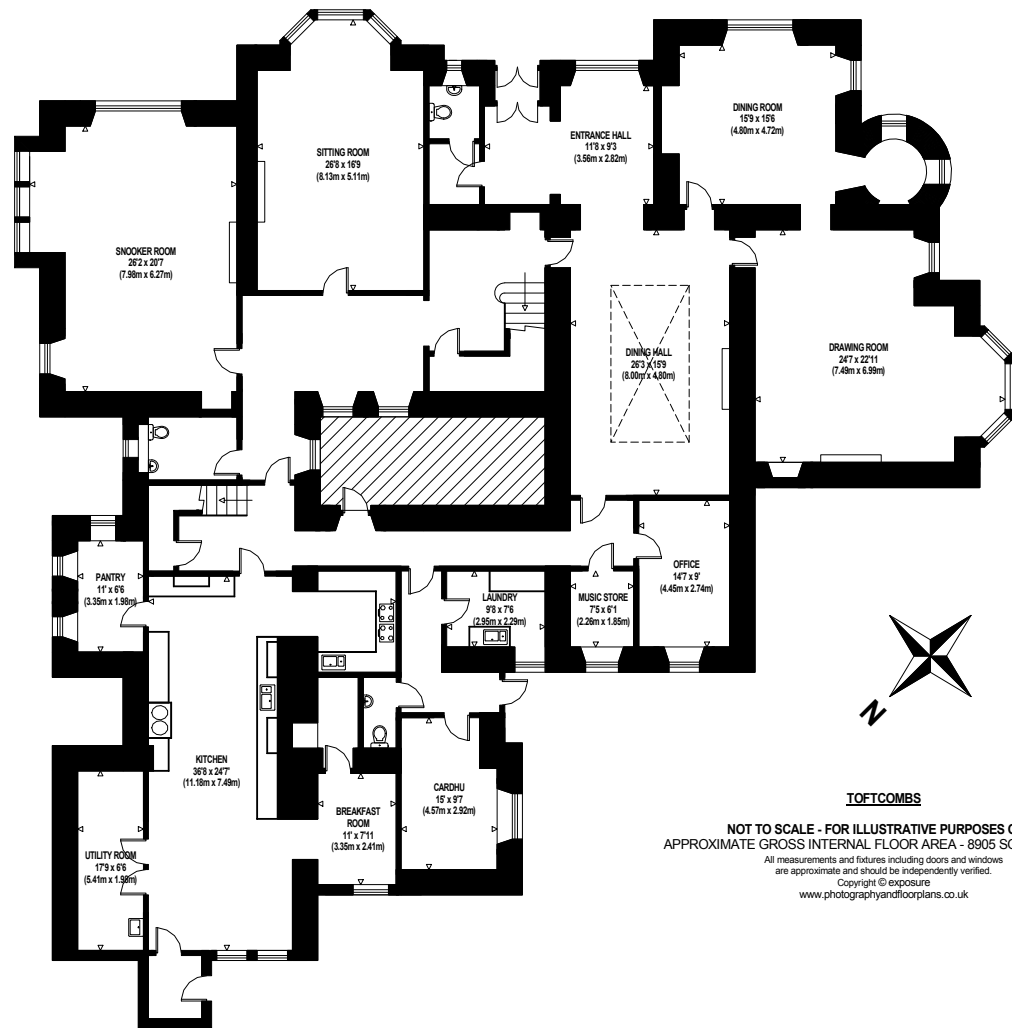 DINING ROOM
15'9 x 15'6
(4.80m x 4.72m)
ENTRANCE HALL
11'8 x 9'3
(3.56m x 2.82m)
SITTING ROOM
26'8 x 16'9
(8.13m x 5.11m)
SNOOKER ROOM
26'2 x 20'7
(7.98m x 6.27m)
DINING HALL
26'3 x 15'9
(8.00m x 4.80m)
DRAWING ROOM
24'7 x 22'11
(7.49m x 6.99m)
PANTRY
11' x 6'6
(3.35m x 1.98m)
LAUNDRY
9'8 x 7'6
(2.95m x 2.29m)
MUSIC STORE
7'5 x 6'1
(2.26m x 1.85m)
OFFICE
14'7 x 9'
(4.45m x 2.74m)
N
KITCHEN
36'8 x 24'7'
(11.18m x 7.49m)
CARDHU
15' x 9'7
(4.57m x 2.92m)
BREAKFAST
ROOM
11' x 7'11
(3.35m x 2.41m)
UTILITY ROOM
17'9 x 6'6
(5.41m x 1.98m)
TOFTCOMBS
NOT TO SCALE - FOR ILLUSTRATIVE PURPOSES
APPROXIMATE GROSS INTERNAL FLOOR AREA - 8905
All measurements and fixtures including doors and windows
are approximate and should be independently verified.
Copyright © exposure
www.photographyandfloorplans.co.uk